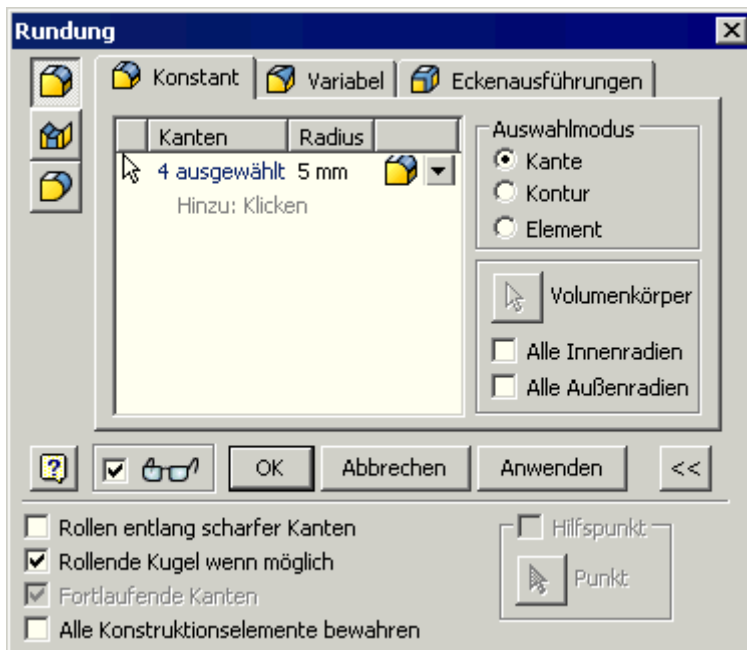 Rundung
Konstant
Variabel
Eckenausführungen
Kanten
Radius
4 ausgewählt
5 mm
Hinzu: Klicken
Auswahlmodus
Kante
Kontur
Element
Volumenkörper
Alle Innenradien
Alle Außenradien
OK
Abbrechen
Anwenden
<<
Rollen entlang scharfer Kanten
Rollende Kugel wenn möglich
Fortlaufende Kanten
Alle Konstruktionselemente bewahren
Hilfspunkt
Punkt